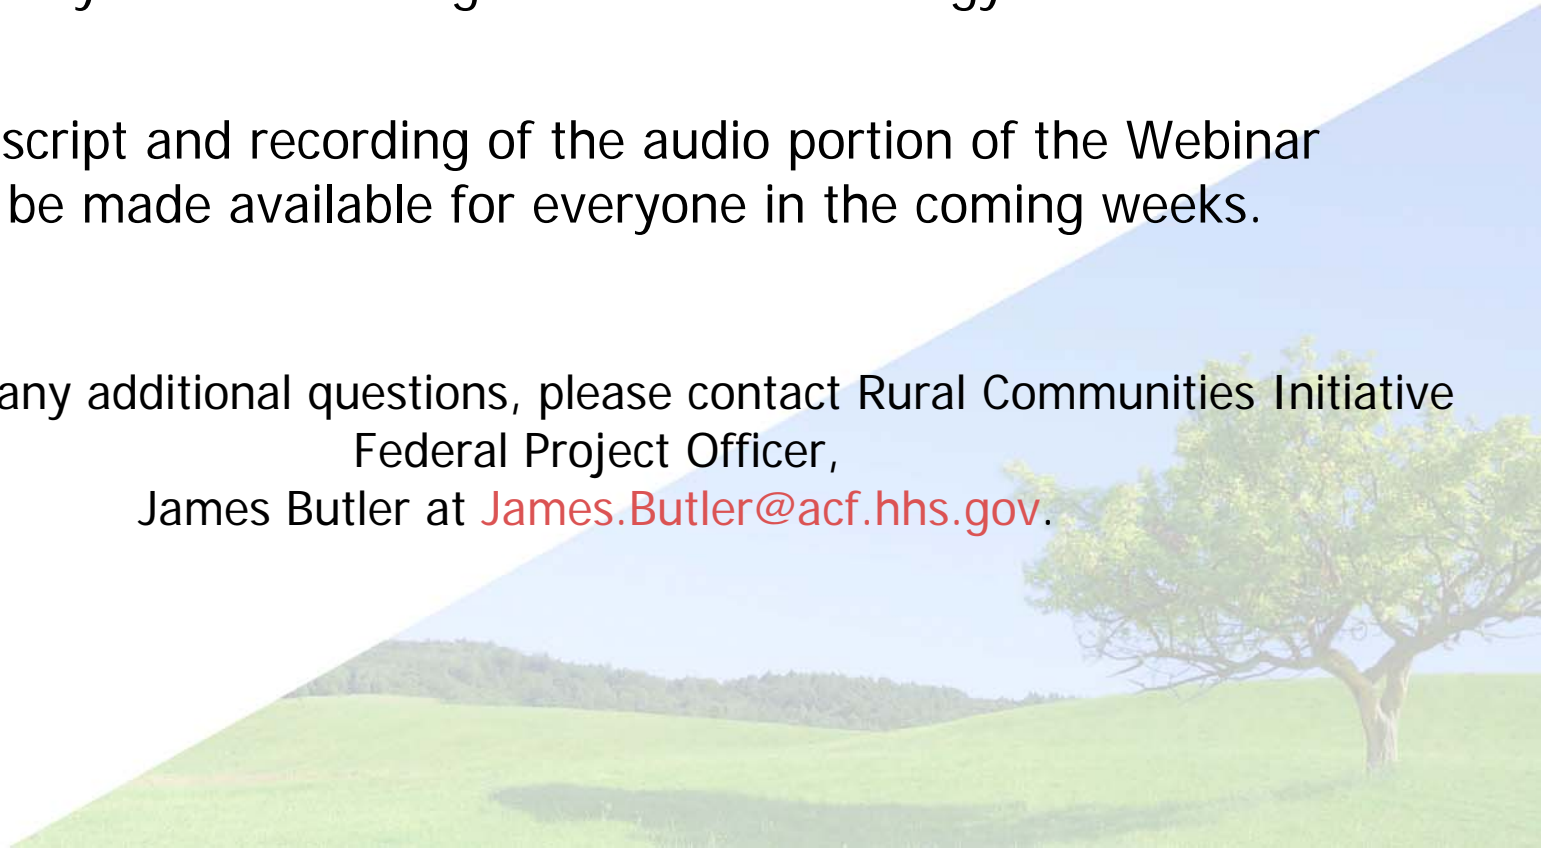 script and recording of the audio portion of the Webinar
be made available for everyone in the coming weeks.
any additional questions, please contact Rural Communities Initiative
Federal Project Officer,
James Butler at James.Butler@acf.hhs.gov.